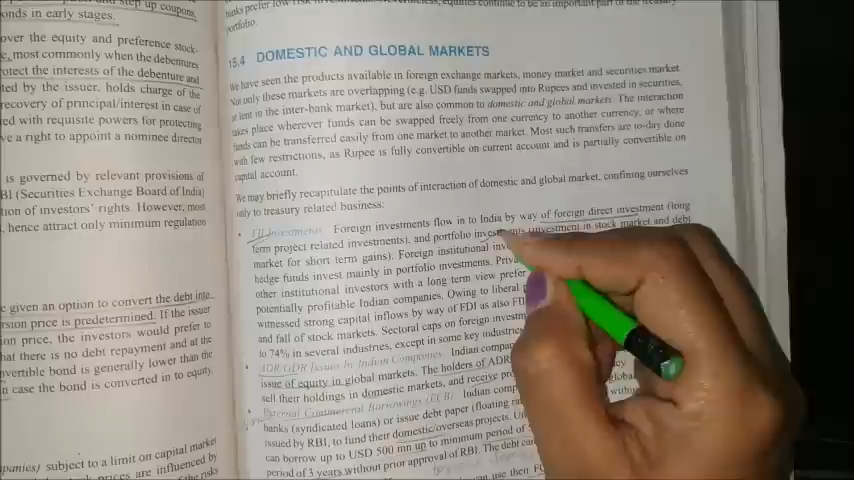 step up coupons,
onds in early stages.
over the equity and preference stock-
e, most commonly when the debentures
otect the interests of the debenture and
ted by the issuer, holds charge of the
recovery of principal/interest in case of
ed with requisite powers for protecting
ve a right to appoint a nominee director
is governed by relevant provisions of
BI (Securities Exchange Board of India)
tion of investors' rights. However, most
, hence attract only minimum regulation
e given an option to convert the debt into
rsion price is predetermined. If the issuer
ion price, the investors would prefer to
hat there is no debt repayment and at the
nvertible bond is generally lower than the
n case the bond is converted in to equity.
panies) subject to a limit on capital market
prices are influenced by
of the risks
equities continue to be an important part of the treasury
portfolio.
15.4 DOMESTIC AND GLOBAL MARKETS
We have seen the products available in foreign exchange markets, money market and securities market.
Not only these markets are overlapping (e.g. USD funds swapped into Rupees and invested in securities,
or lent in the inter-bank market), but are also common to domestic and global markets. The interaction
takes place wherever funds can be swapped freely from one currency to another currency, or where
funds can be transferred easily from one market to another market. Most such transfers are to-day done
with few restrictions, as Rupee is fully convertible on current account and is partially convertible on
capital account.
We may briefly recapitulate the points of interaction of domestic and global market, confining ourselves
only to treasury related business:
• FII Investments Foreign investments flow in to India by way of foreign direct investment (long
term project related investments), and portfolio investments (investment in stock market and debt
market for short term gains). Foreign institutional inv
hedge funds invest mainly in portfolio investments. Priv
other institutional investors with a long term view prefer
potentially profitable Indian companies. Owing to liberal
witnessed strong capital inflows by way of FDI as also FII
and fall of stock markets. Sectoral caps on foreign invest
to 74% in several industries, except in some key industries
• ADR/GDR Issues by Indian Companies Indian compan
issue of equity in global markets. The holders of ADR
sell their holdings in domestic markets, and receive pro
• External Commercial Borrowings (ECB) Indian comp
banks (syndicated loans) or issue debt paper (floating ra
issued by RBI, to fund their domestic/overseas projects.
can borrow up to USD 500 mn up to minimum period of
period of 3 years without prior approval of RBI. The debt can
use then